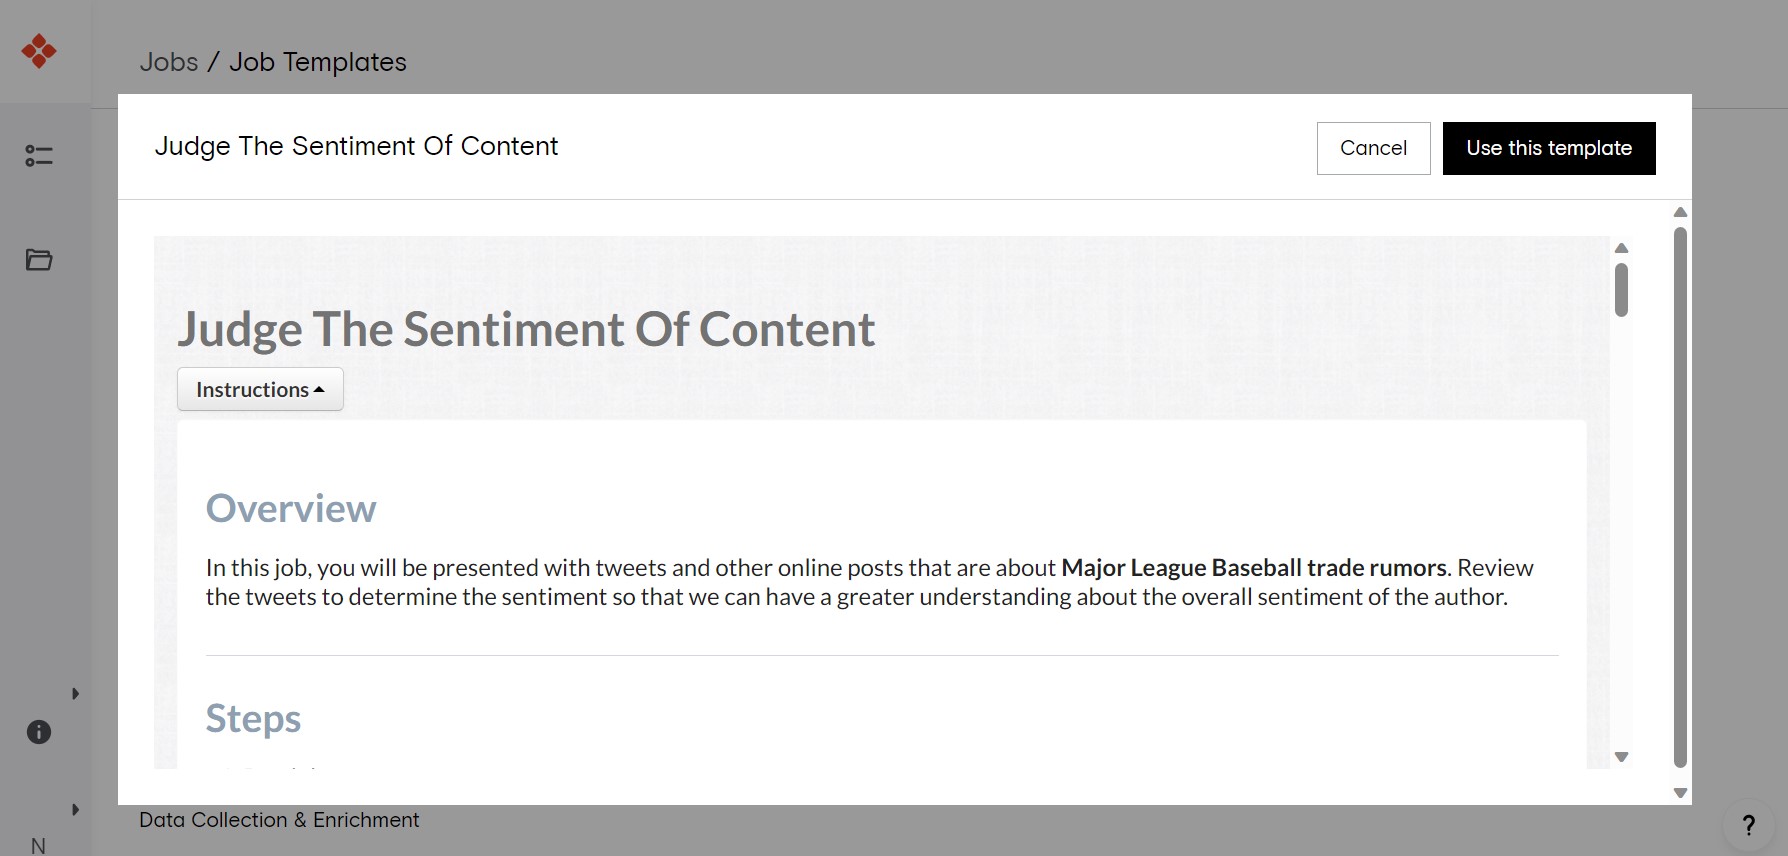 Jobs / Job Templates
Judge The Sentiment Of Content
Cancel
Use this template
Judge The Sentiment Of Content
Instructions
Overview
In this job, you will be presented with tweets and other online posts that are about Major League Baseball trade rumors. Review
the tweets to determine the sentiment so that we can have a greater understanding about the overall sentiment of the author.
Steps
Data Collection & Enrichment
N
?